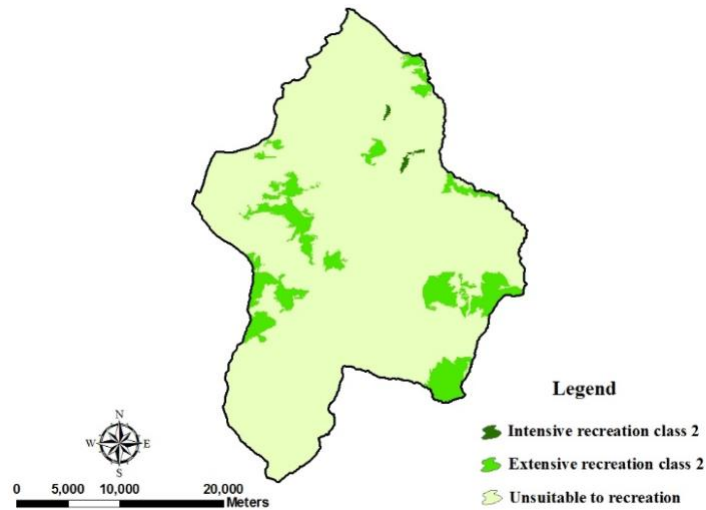 Legend
Intensive recreation class 2
Extensive recreation class 2
Unsuitable to recreation
N
W E
S
0 5,000 10,000 20,000
Meters